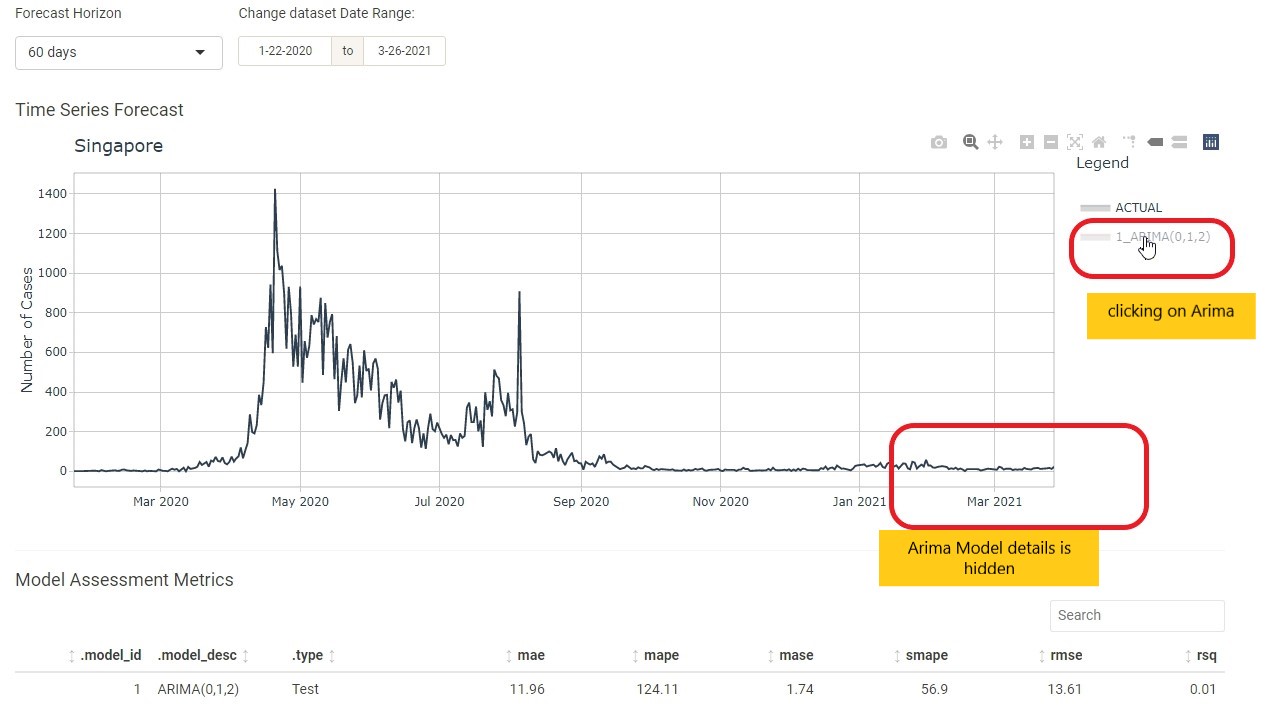 Forecast Horizon
Change dataset Date Range:
60 days
1-22-2020 to 3-26-2021
Time Series Forecast
Singapore
Legend
ACTUAL
1_ARIMA(0,1,2)
clicking on Arima
Number of Cases
1400
1200
1000
800
600
400
200
0
Mar 2020 May 2020 Jul 2020 Sep 2020 Nov 2020 Jan 2021 Mar 2021
Arima Model details is
hidden
Model Assessment Metrics
Search
.model_id .model_desc .type mae mape mase smape rmse rsq
1 ARIMA(0,1,2) Test 11.96 124.11 1.74 56.9 13.61 0.01